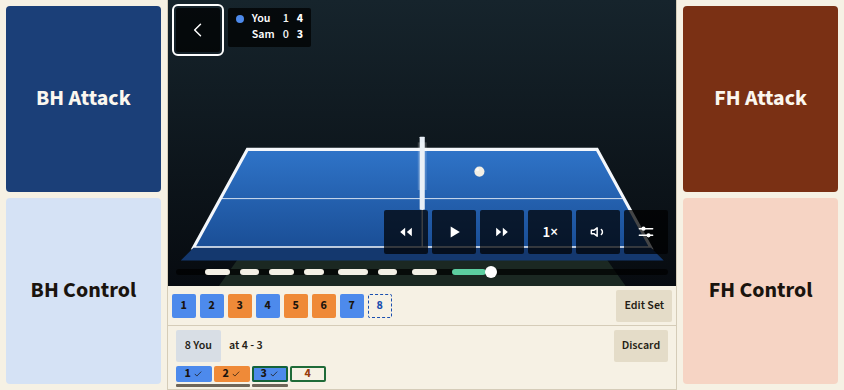 BH Attack
BH Control
You 1 4
Sam 0 3
1×
1 2 3 4 5 6 7 8
Edit Set
8 You at 4 - 3
Discard
1 ✓ 2 ✓ 3 ✓ 4
FH Attack
FH Control